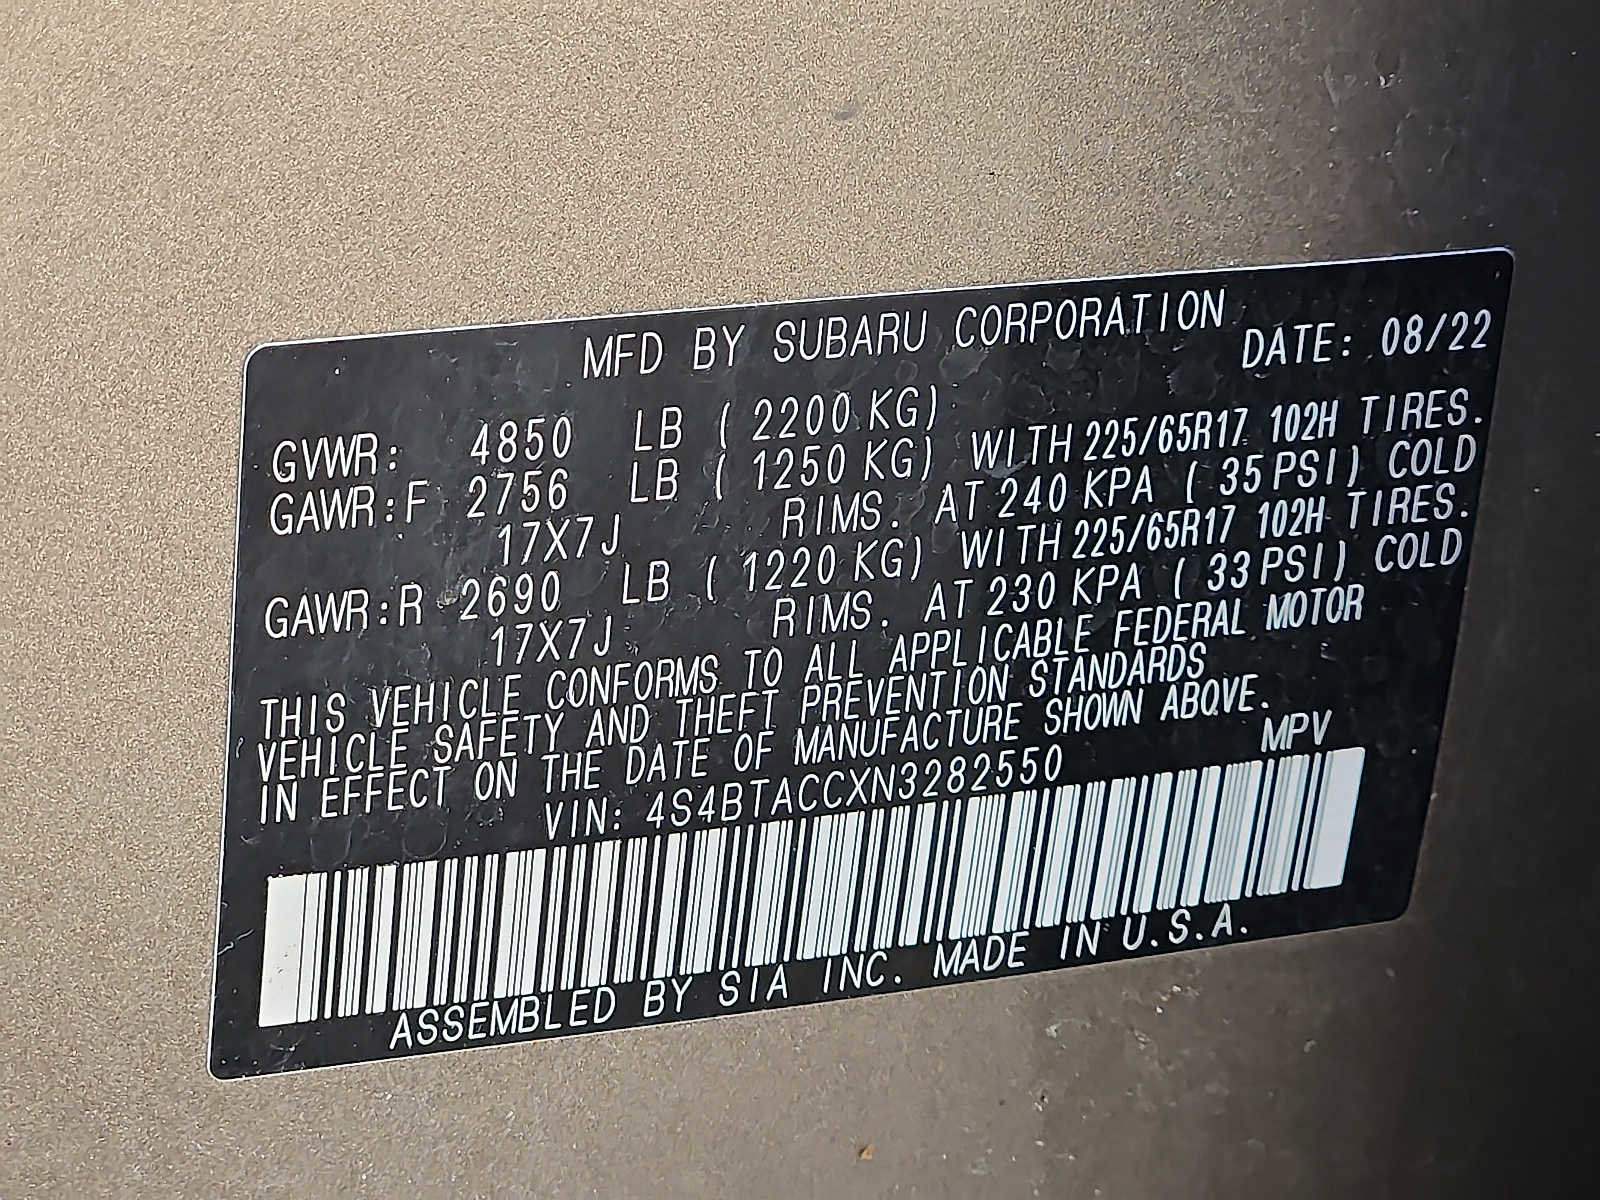 MFD BY SUBARU CORPORATION
DATE: 08/22
GVWR: 4850 LB ( 2200 KG)
GAWR:F 2756 LB ( 1250 KG) WITH 225/65R17 102H TIRES.
17X7J RIMS. AT 240 KPA ( 35 PSI) COLD
GAWR:R 2690 LB ( 1220 KG) WITH 225/65R17 102H TIRES.
17X7J RIMS. AT 230 KPA ( 33 PSI) COLD
THIS VEHICLE CONFORMS TO ALL APPLICABLE FEDERAL MOTOR
VEHICLE SAFETY AND THEFT PREVENTION STANDARDS
IN EFFECT ON THE DATE OF MANUFACTURE SHOWN ABOVE.
VIN: 4S4BTACCXN3282550 MPV
ASSEMBLED BY SIA INC. MADE IN U.S.A.